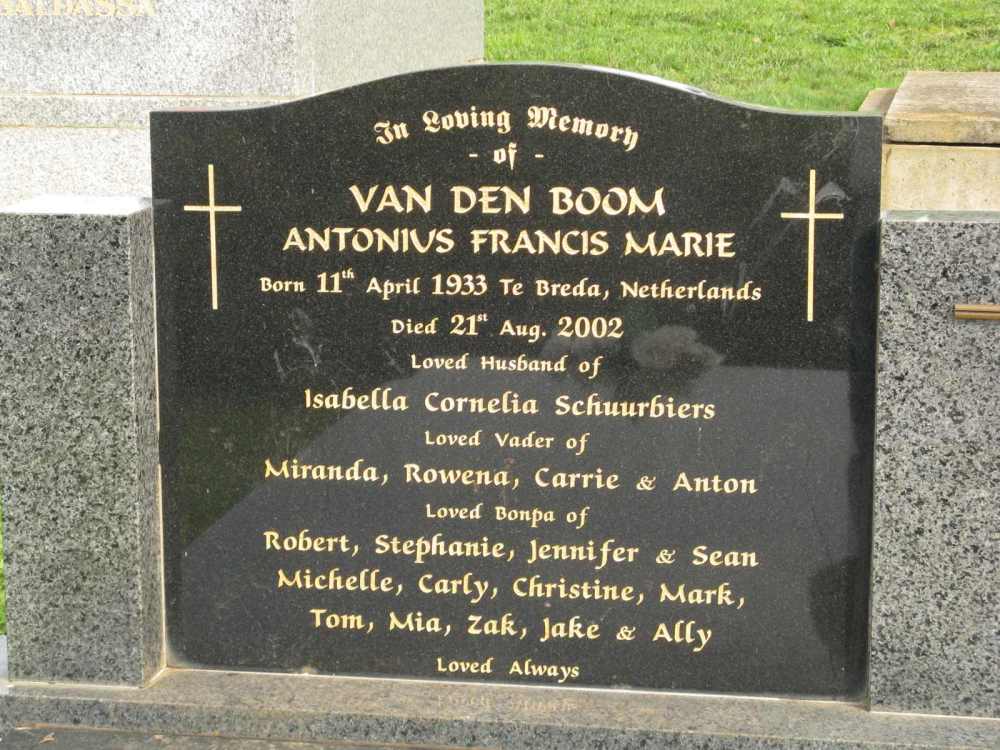 In Loving Memory
- of -
VAN DEN BOOM
ANTONIUS FRANCIS MARIE
Born 11th April 1933 Te Breda, Netherlands
Died 21st Aug. 2002
Loved Husband of
Isabella Cornelia Schuurbiers
Loved Vader of
Miranda, Rowena, Carrie & Anton
Loved Bonpa of
Robert, Stephanie, Jennifer & Sean
Michelle, Carly, Christine, Mark,
Tom, Mia, Zak, Jake & Ally
Loved Always